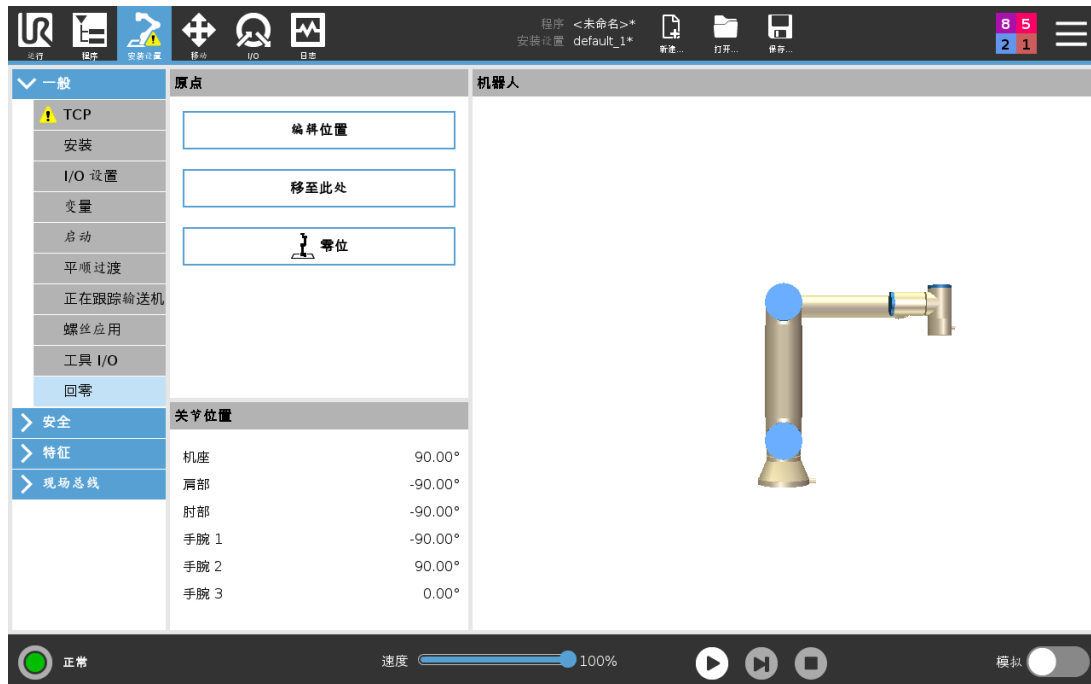 UR
运行
程序
安装设置
移动
I/O
日志
程序 <未命名>*
安装设置 default_1*
新建...
打开...
保存...
8 5
2 1
一般
TCP
安装
I/O 设置
变量
启动
平顺过渡
正在跟踪输送机
螺丝应用
工具 I/O
回零
安全
特征
现场总线
原点
编辑位置
移至此处
零位
关节位置
机座 90.00°
肩部 -90.00°
肘部 -90.00°
手腕 1 -90.00°
手腕 2 90.00°
手腕 3 0.00°
机器人
正常
速度 100%
模拟